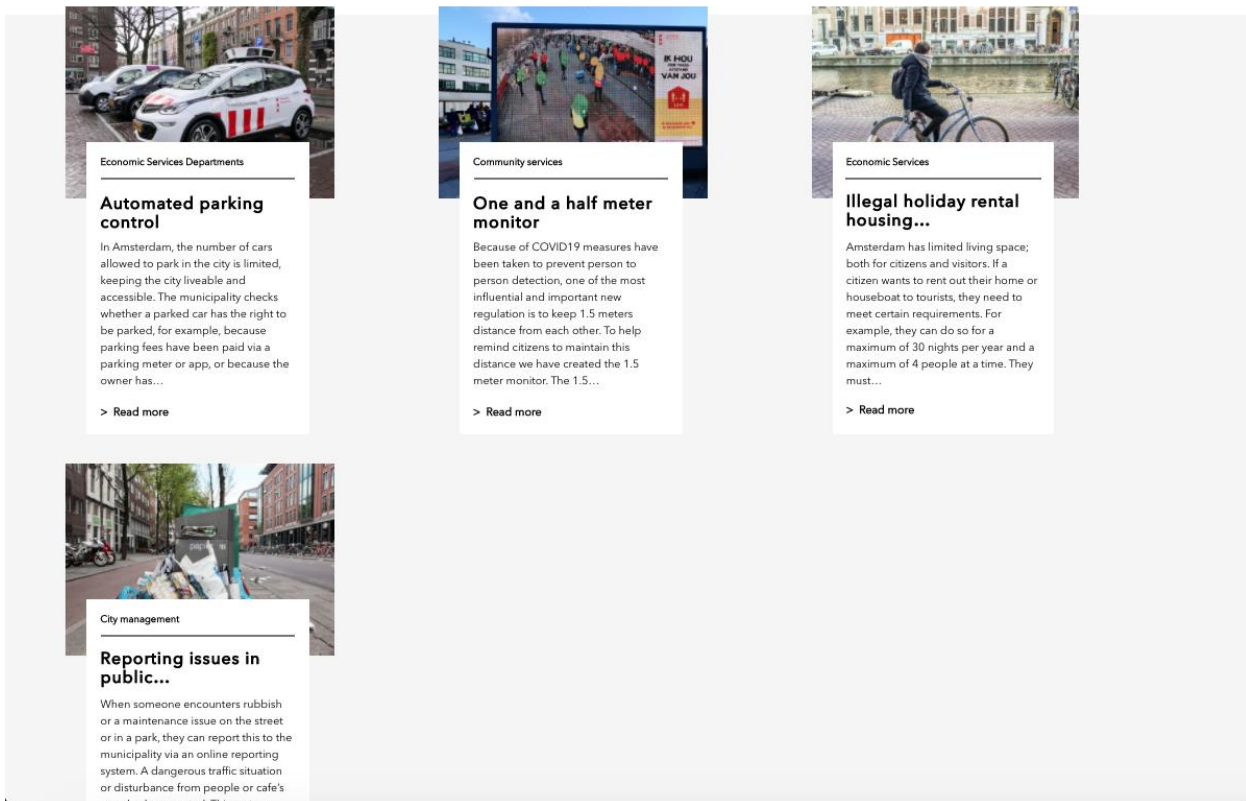 IK HOU
VAN JOU
Economic Services Departments
Automated parking
control
In Amsterdam, the number of cars
allowed to park in the city is limited,
keeping the city liveable and
accessible. The municipality checks
whether a parked car has the right to
be parked, for example, because
parking fees have been paid via a
parking meter or app, or because the
owner has...
> Read more
Community services
One and a half meter
monitor
Because of COVID19 measures have
been taken to prevent person to
person detection, one of the most
influential and important new
regulation is to keep 1.5 meters
distance from each other. To help
remind citizens to maintain this
distance we have created the 1.5
meter monitor. The 1.5...
> Read more
Economic Services
Illegal holiday rental
housing...
Amsterdam has limited living space;
both for citizens and visitors. If a
citizen wants to rent out their home or
houseboat to tourists, they need to
meet certain requirements. For
example, they can do so for a
maximum of 30 nights per year and a
maximum of 4 people at a time. They
must...
> Read more
City management
Reporting issues in
public...
When someone encounters rubbish
or a maintenance issue on the street
or in a park, they can report this to the
municipality via an online reporting
system. A dangerous traffic situation
or disturbance from people or cafe's